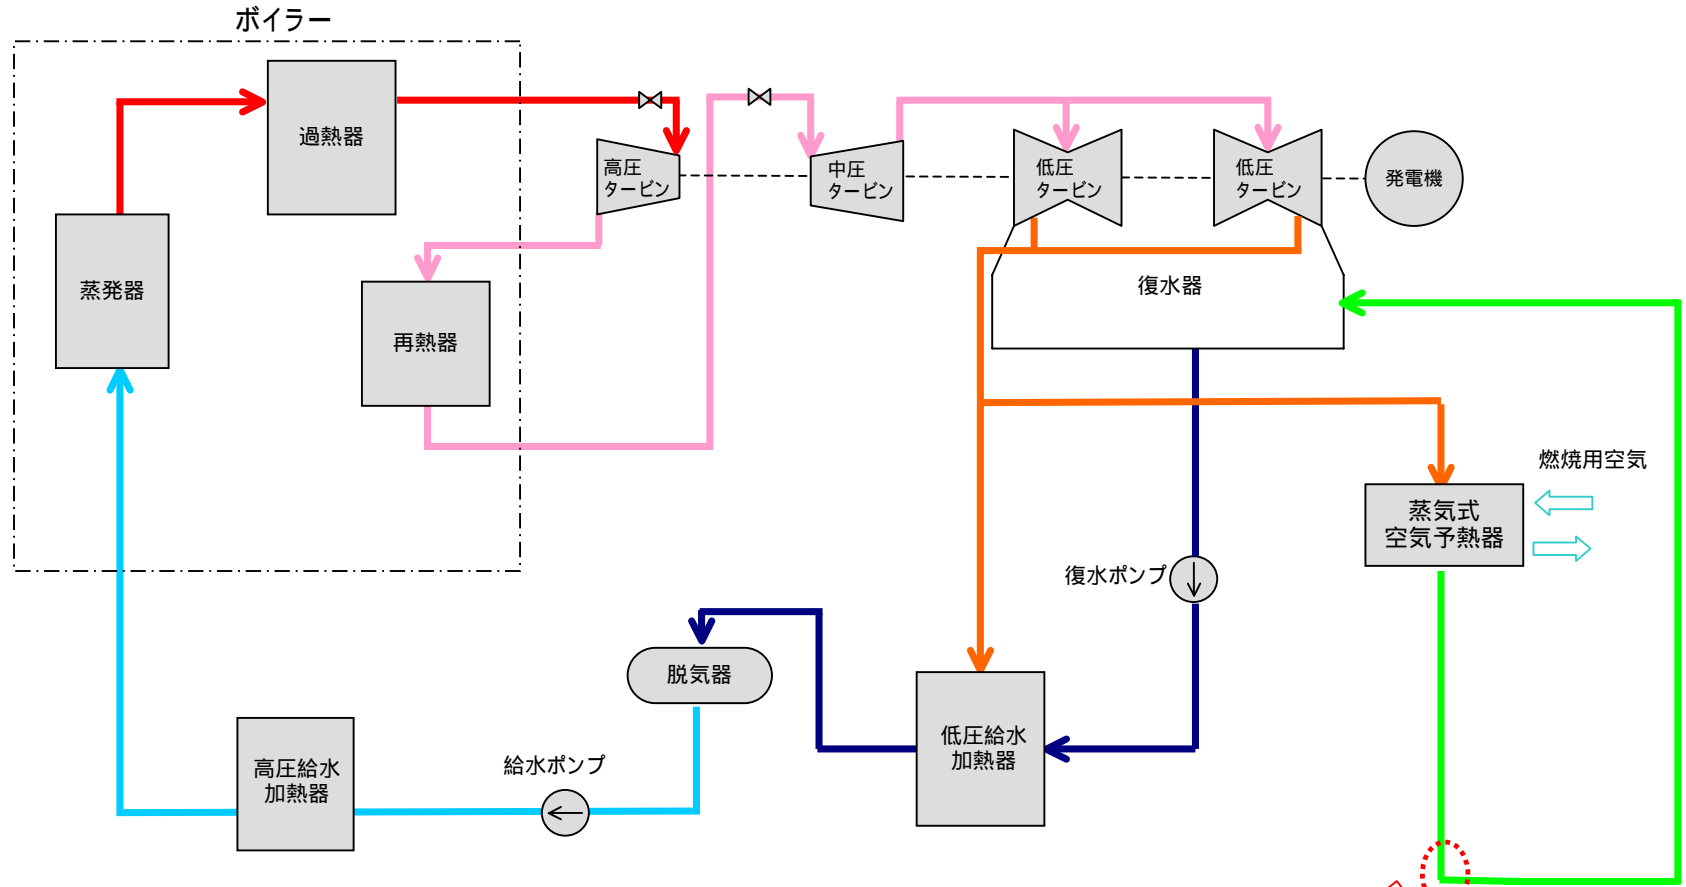 ボイラー
過熱器
高圧
タービン
中圧
タービン
低圧
タービン
低圧
タービン
発電機
蒸発器
再熱器
復水器
燃焼用空気
蒸気式
空気予熱器
復水ポンプ
脱気器
低圧給水
加熱器
給水ポンプ
高圧給水
加熱器